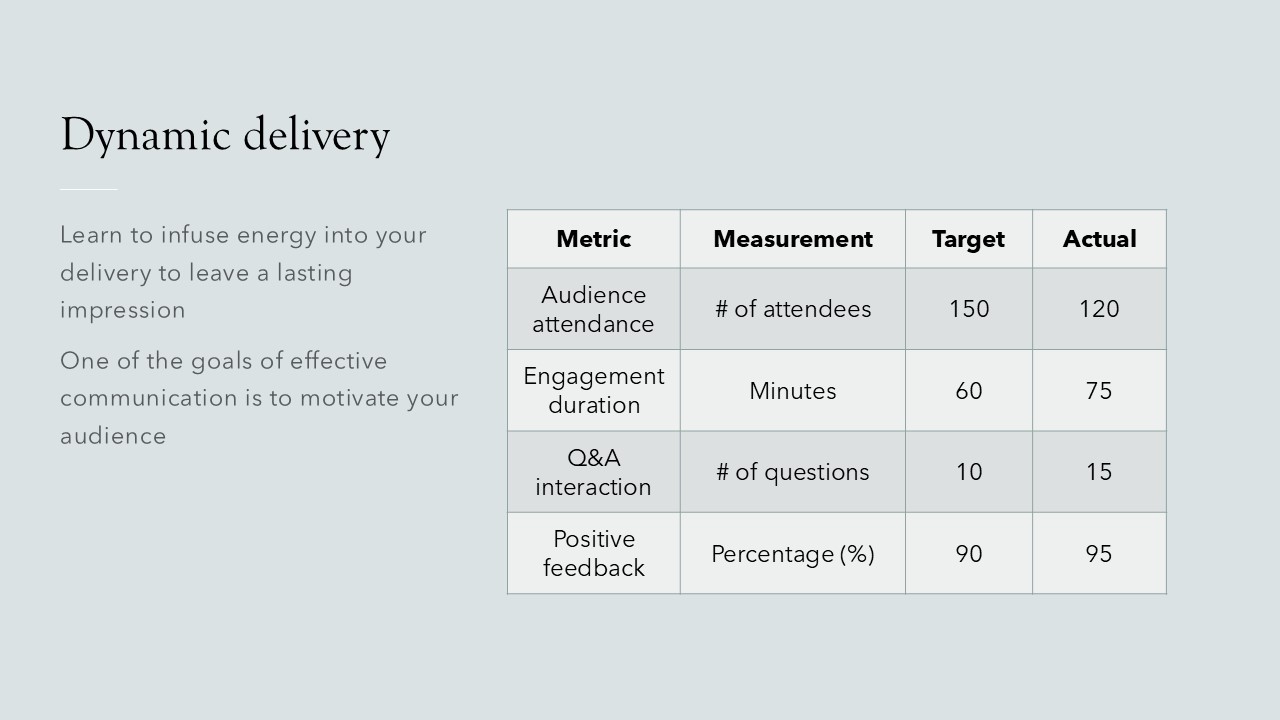 Dynamic delivery
Learn to infuse energy into your
delivery to leave a lasting
impression
One of the goals of effective
communication is to motivate your
audience
Metric Measurement Target Actual
Audience
attendance # of attendees 150 120
Engagement
duration Minutes 60 75
Q&A
interaction # of questions 10 15
Positive
feedback Percentage (%) 90 95